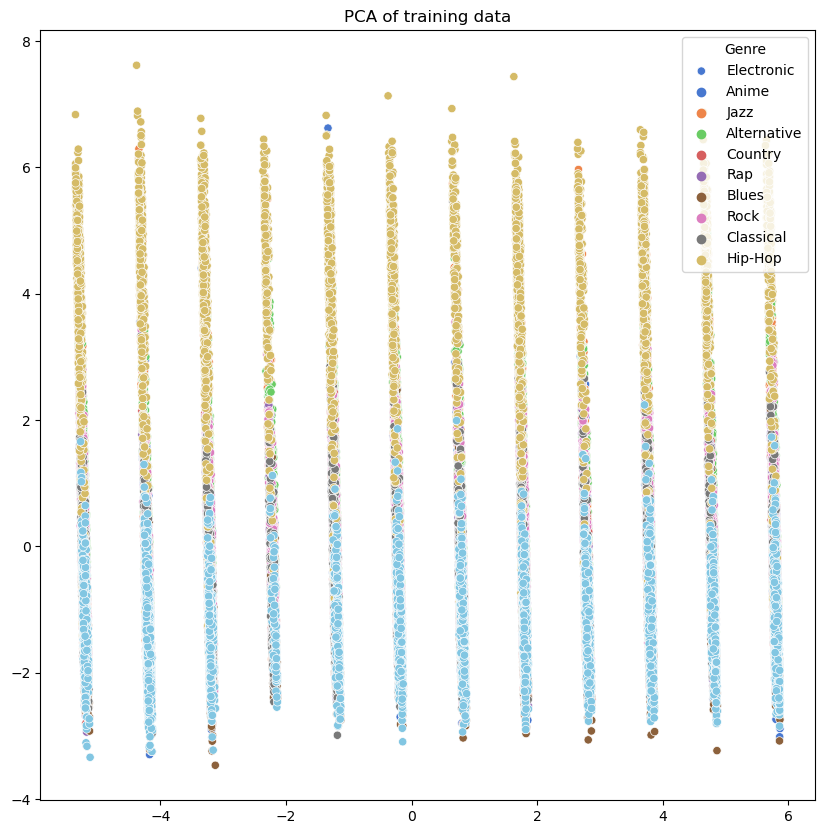 PCA of training data
8
6
4
2
0
−2
−4
−4
−2
0
2
4
6
Genre
Electronic
Anime
Jazz
Alternative
Country
Rap
Blues
Rock
Classical
Hip-Hop